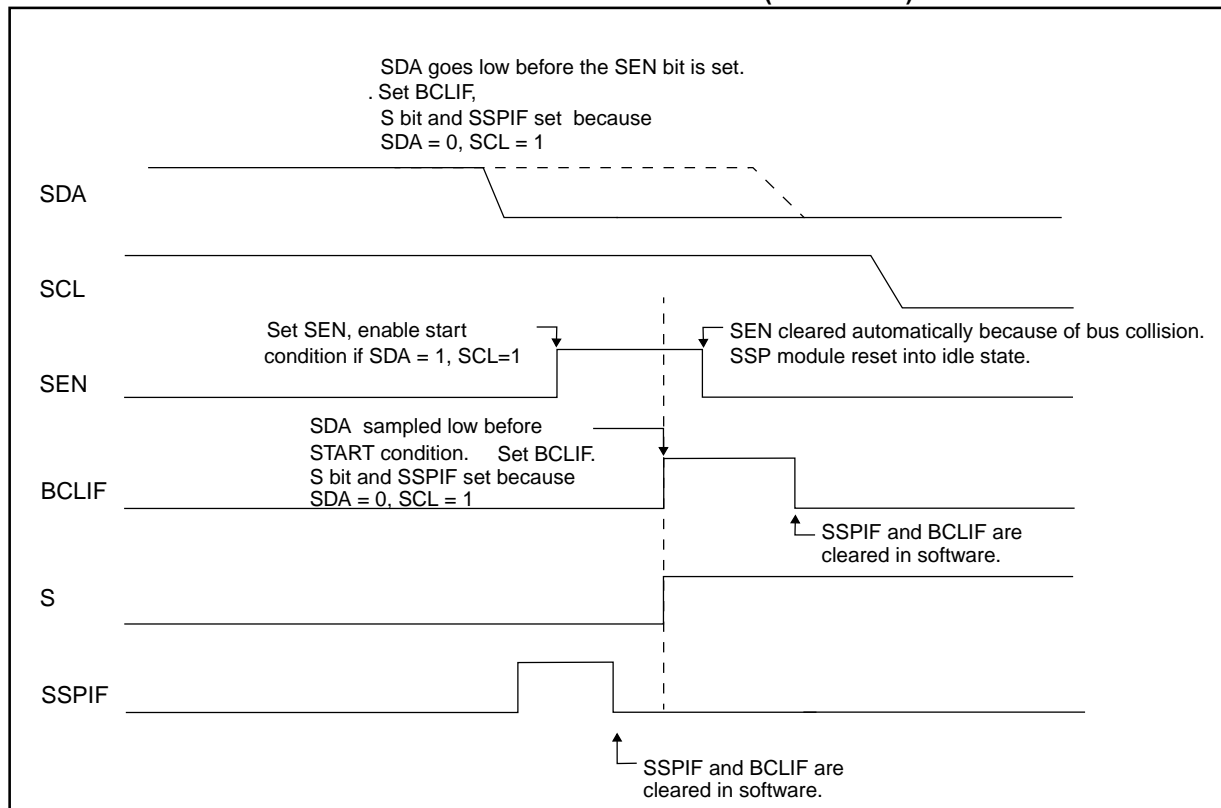 SDA goes low before the SEN bit is set.
. Set BCLIF,
S bit and SSPIF set because
SDA = 0, SCL = 1
SDA
SCL
Set SEN, enable start
condition if SDA = 1, SCL=1
SEN cleared automatically because of bus collision.
SSP module reset into idle state.
SEN
SDA sampled low before
START condition. Set BCLIF.
S bit and SSPIF set because
SDA = 0, SCL = 1
BCLIF
SSPIF and BCLIF are
cleared in software.
S
SSPIF
SSPIF and BCLIF are
cleared in software.